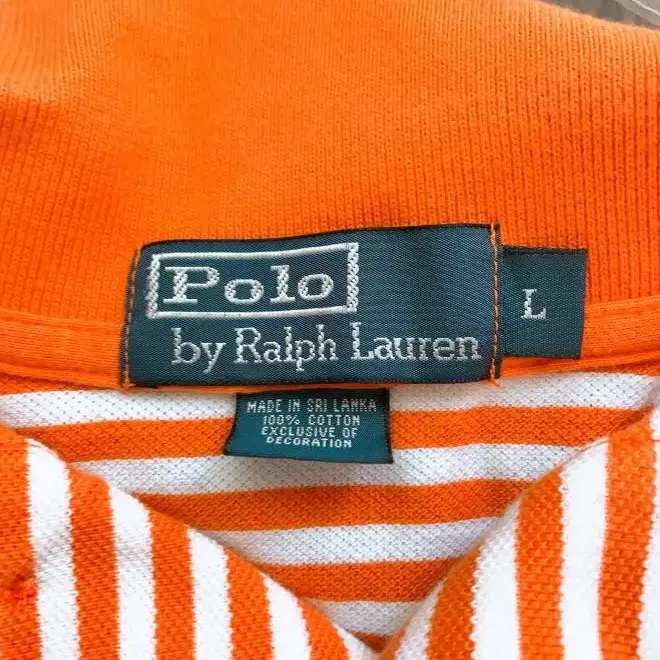 Polo
by Ralph Lauren
L
MADE IN SRI LANKA
100% COTTON
EXCLUSIVE OF
DECORATION